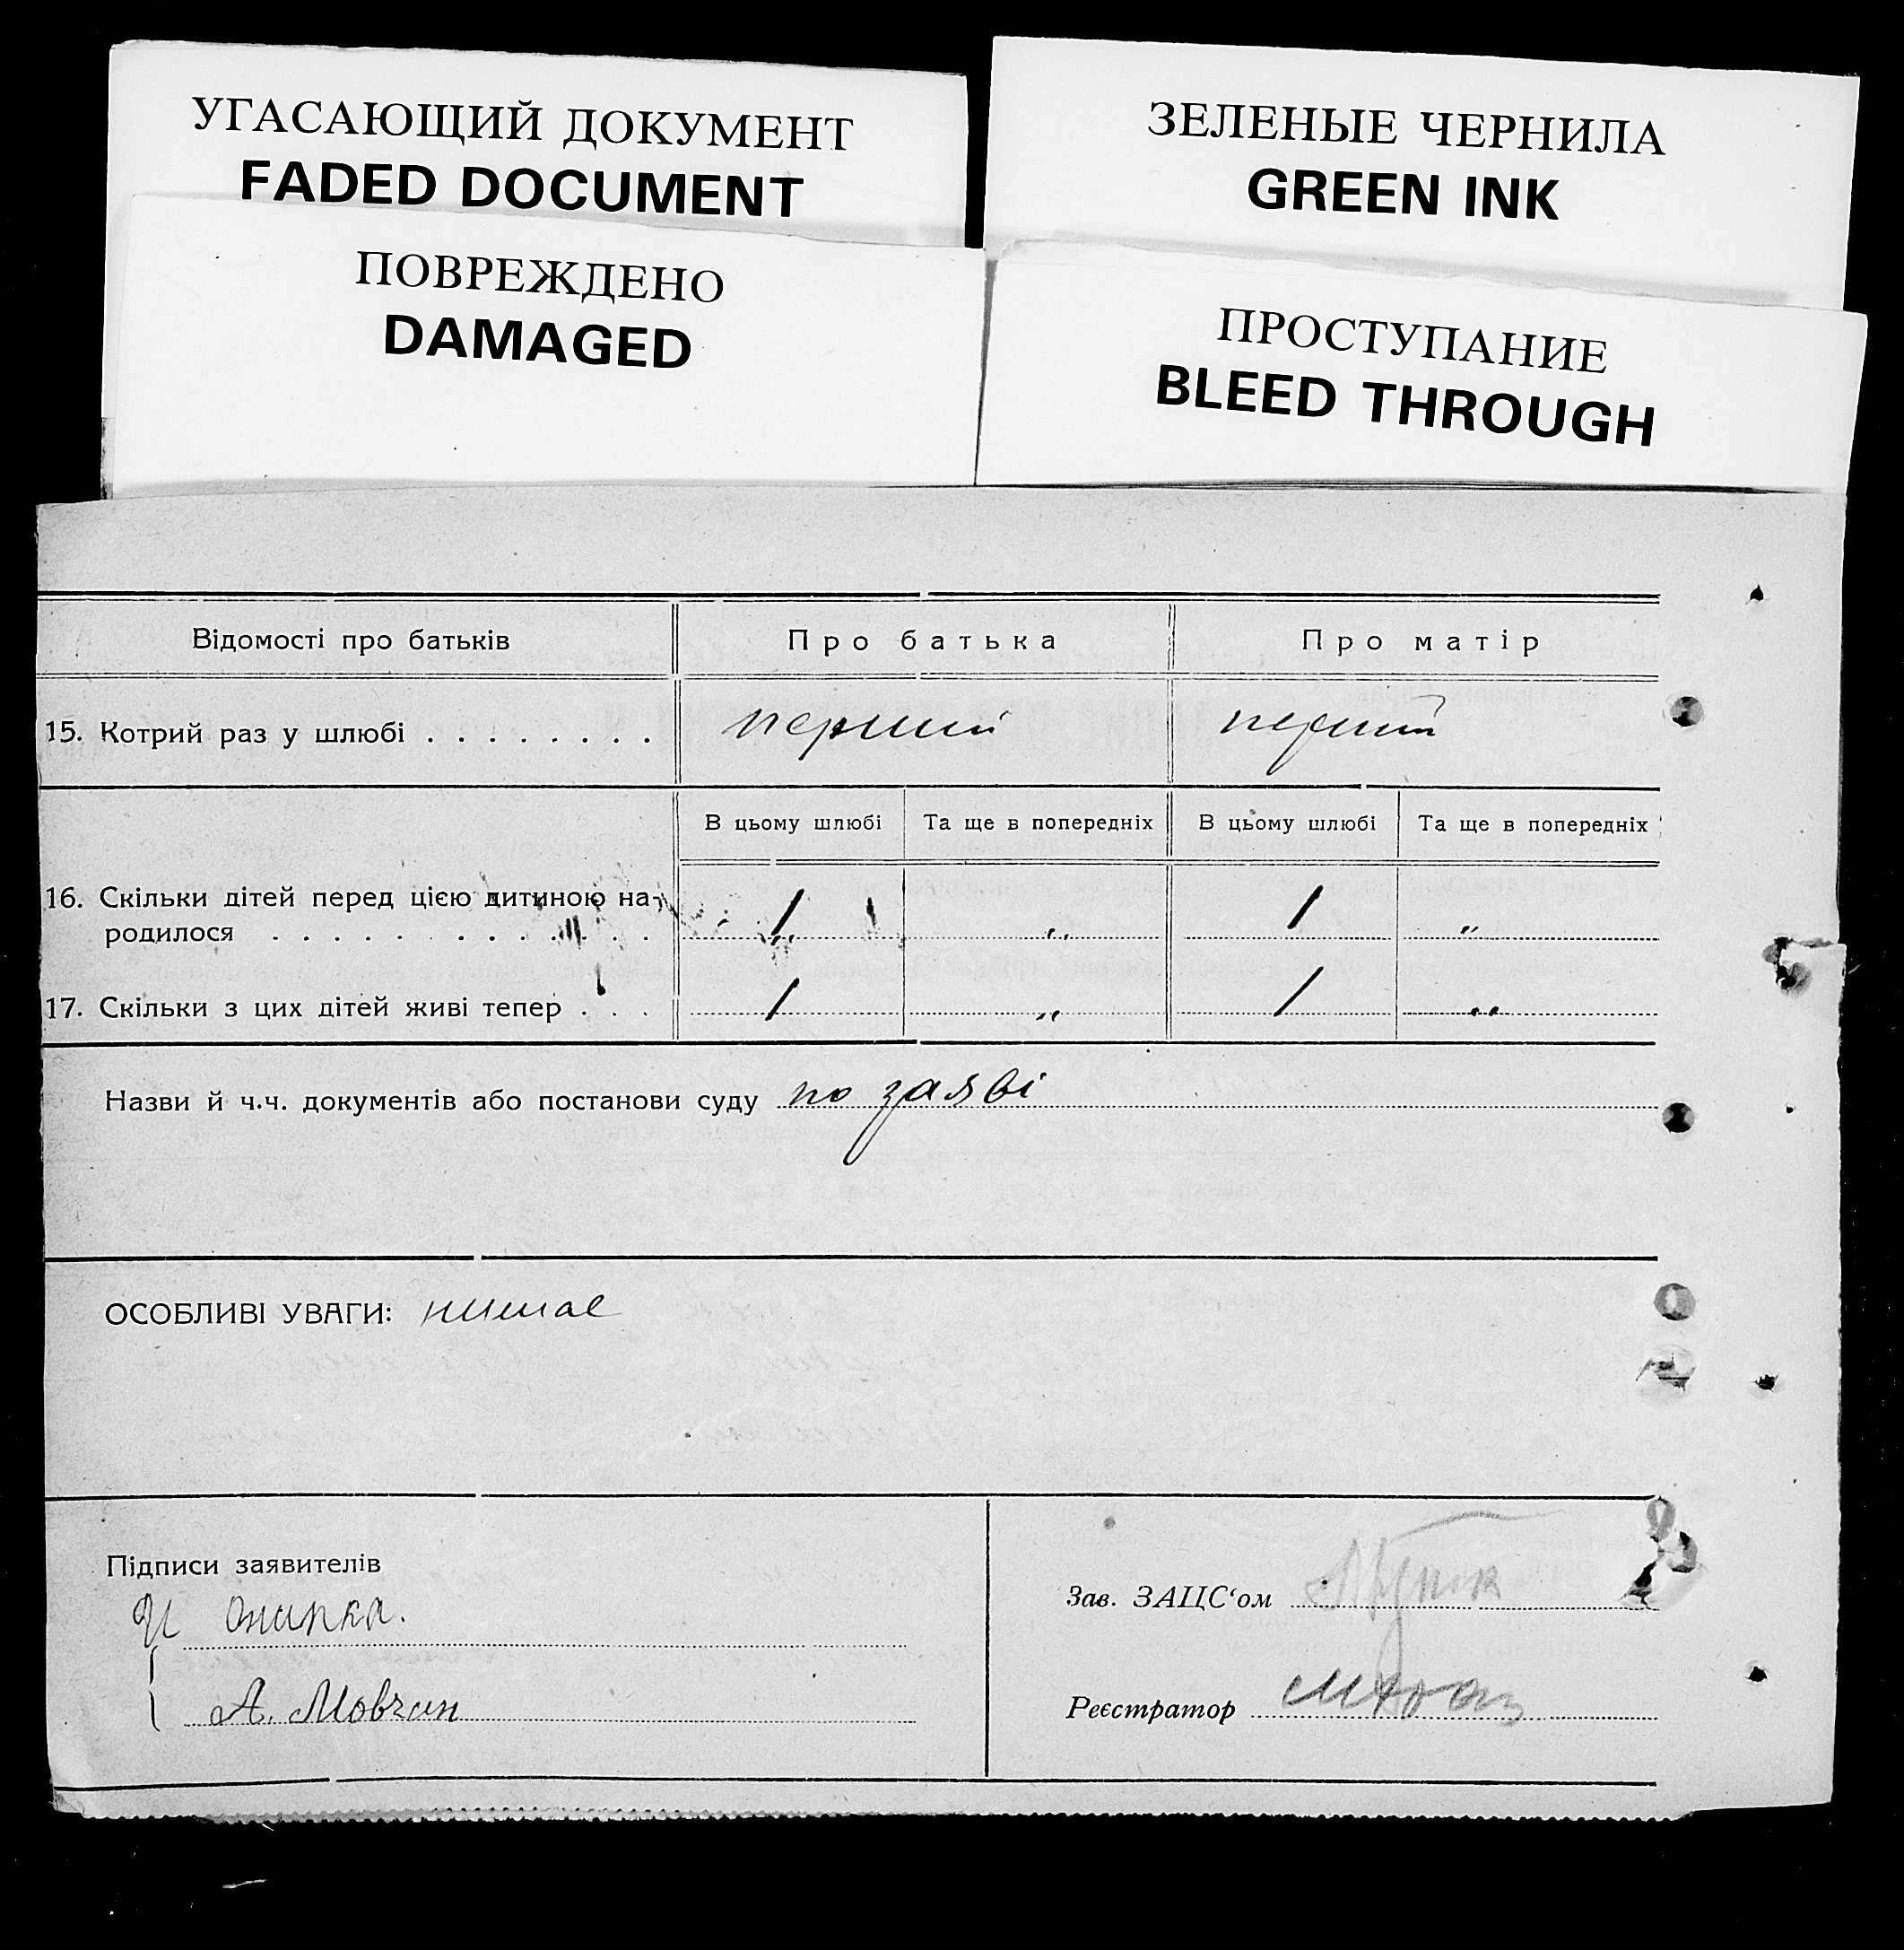 УГАСАЮЩИЙ ДОКУМЕНТ
FADED DOCUMENT
ПОВРЕЖДЕНО
DAMAGED
ЗЕЛЕНЫЕ ЧЕРНИЛА
GREEN INK
ПРОСТУПАНИЕ
BLEED THROUGH
Відомості про батьків Про батька Про матір
15. Котрий раз у шлюбі . . . . . . . . перший перший
В цьому шлюбі Та ще в попередніх В цьому шлюбі Та ще в попередніх
16. Скільки дітей перед цією дитиною на-
родилося . . . . . . . . . . . . . 1 „ 1 „
17. Скільки з цих дітей живі тепер . . . 1 „ 1 „
Назви й ч.ч. документів або постанови суду по заяві
ОСОБЛИВІ УВАГИ: нимае
Підписи заявителів
А. Мовчан
Зав. ЗАЦС‘ом
Реєстратор